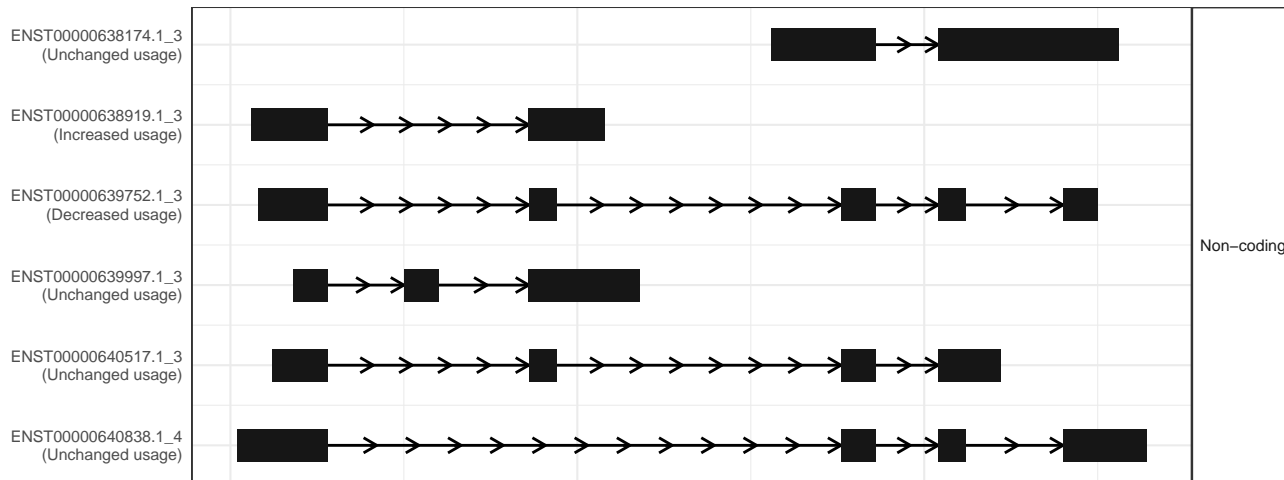 ENST00000638174.1_3
(Unchanged usage)
ENST00000638919.1_3
(Increased usage)
ENST00000639752.1_3
(Decreased usage)
Non−coding
ENST00000639997.1_3
(Unchanged usage)
ENST00000640517.1_3
(Unchanged usage)
ENST00000640838.1_4
(Unchanged usage)